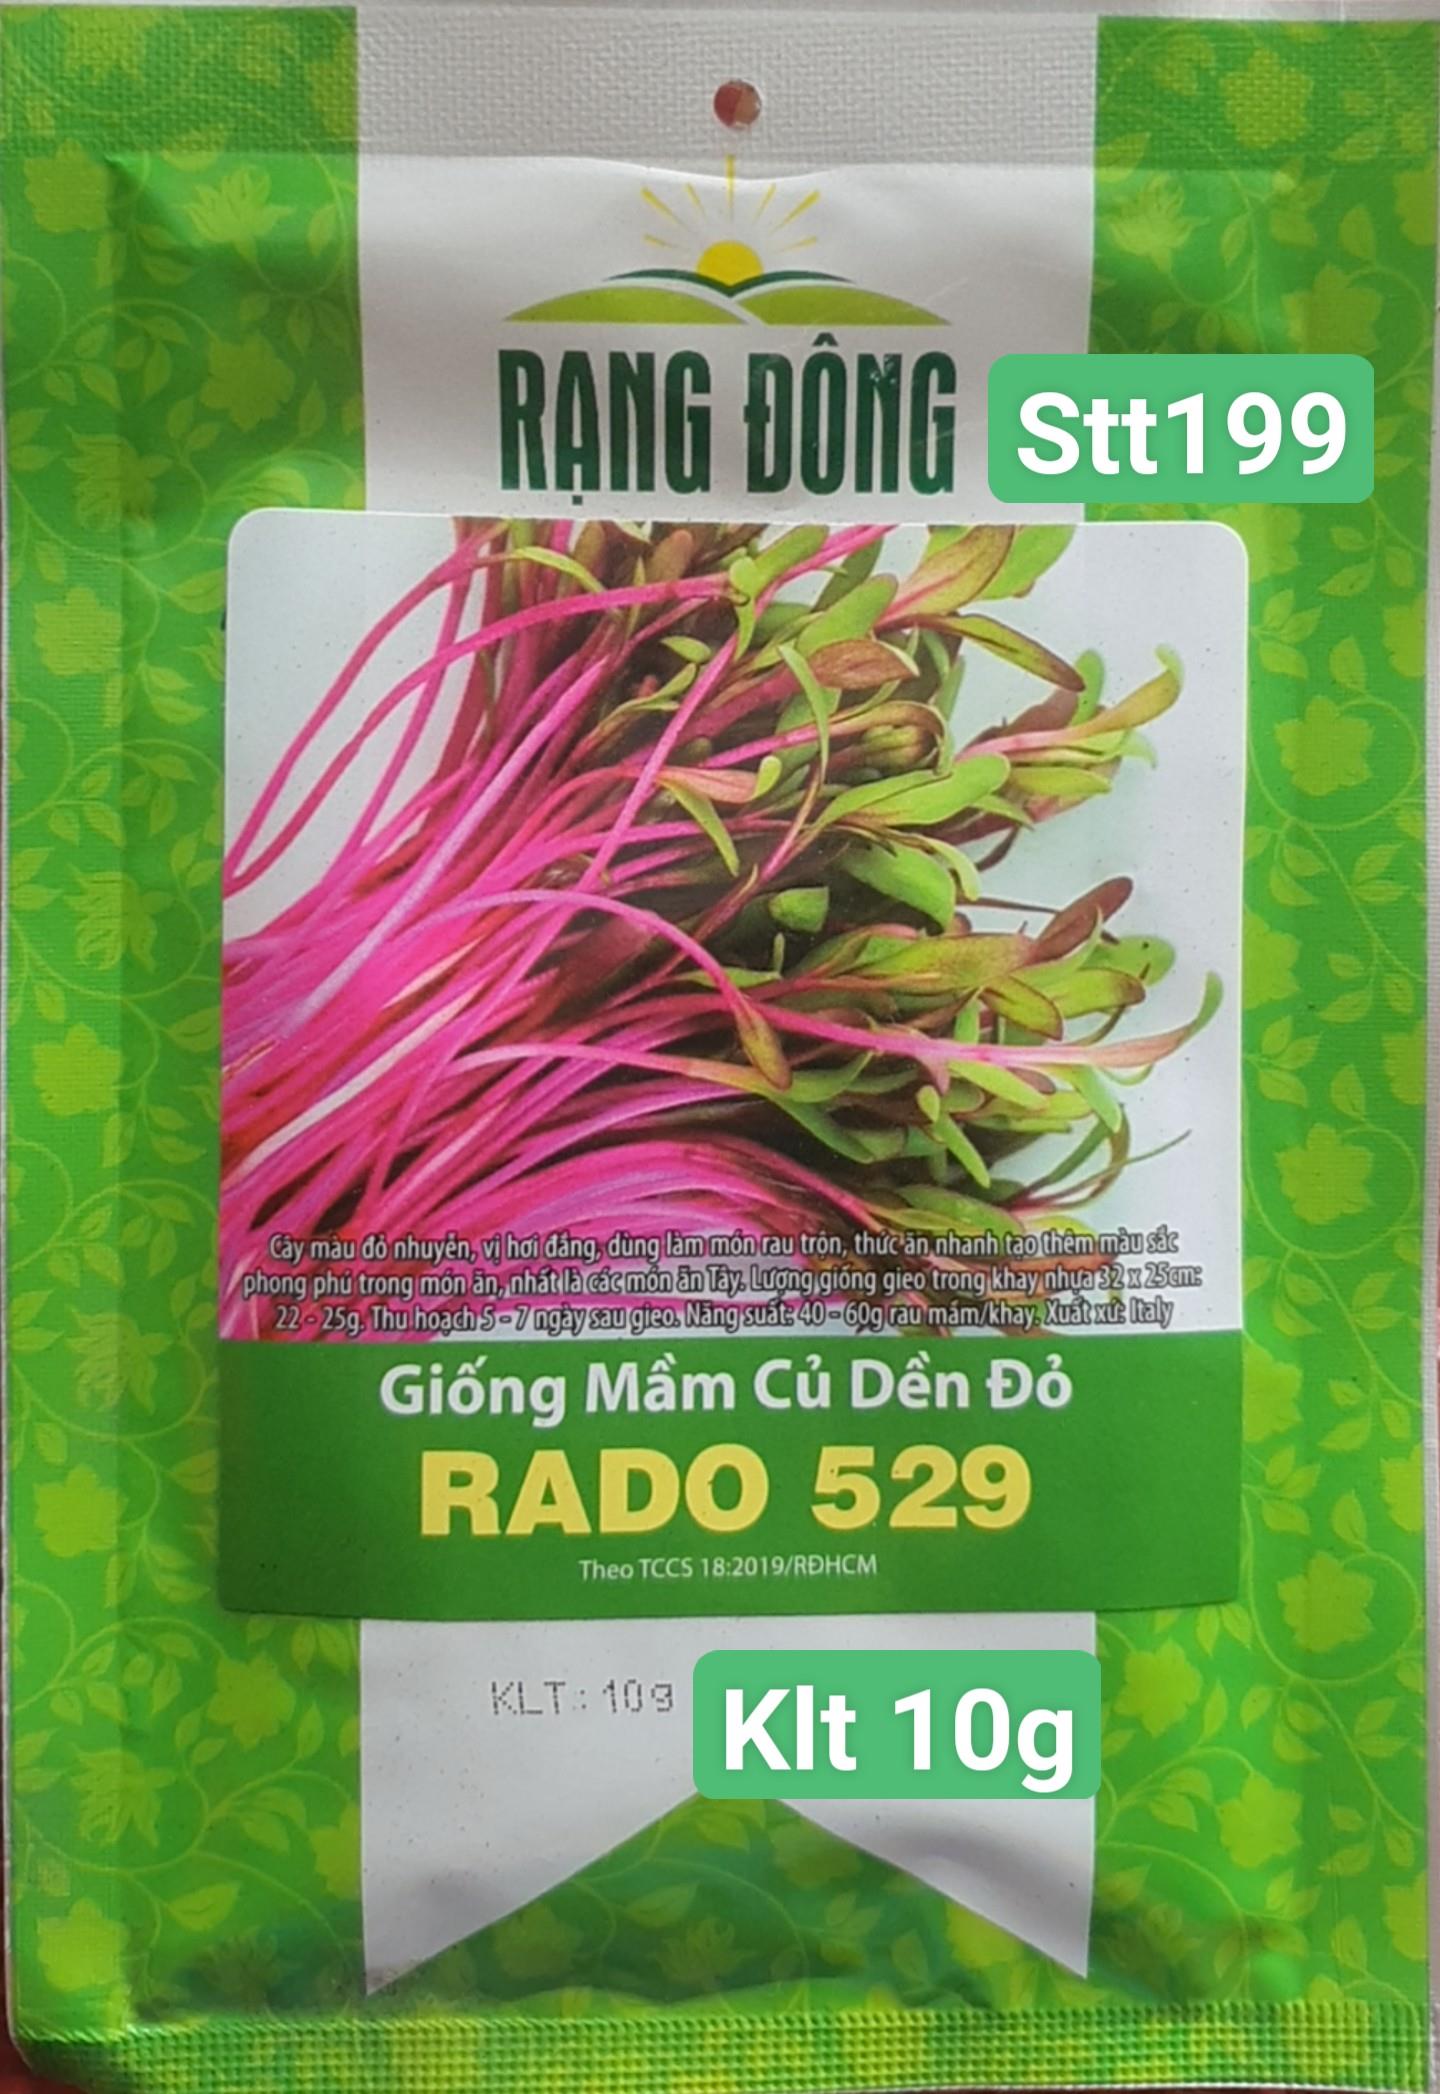 RẠNG ĐÔNG
Stt199
Cây màu đỏ nhuyễn, vị hơi đắng, dùng làm món rau trộn, thức ăn nhanh tạo thêm màu sắc
phong phú trong món ăn, nhất là các món ăn Tây. Lượng giống gieo trong khay nhựa 32 x 25cm:
22 - 25g. Thu hoạch 5 - 7 ngày sau gieo. Năng suất: 40 - 60g rau mầm/khay. Xuất xứ: Italy
Giống Mầm Củ Dền Đỏ
RADO 529
Theo TCCS 18:2019/RĐHCM
KLT: 10g
Klt 10g